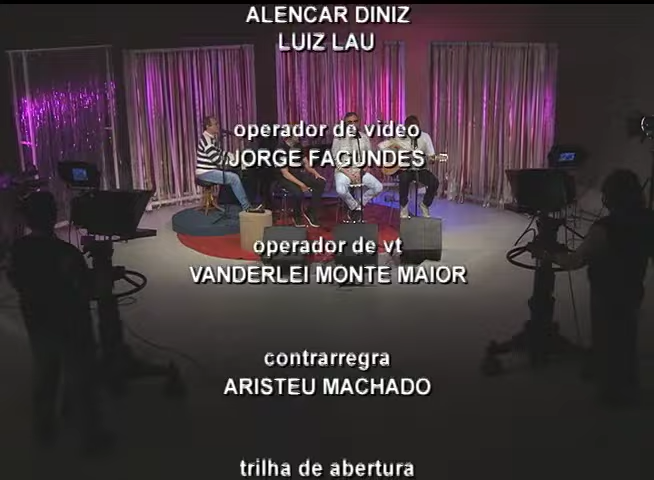 ALENCAR DINIZ
LUIZ LAU
operador de vídeo
JORGE FAGUNDES
operador de vt
VANDERLEI MONTE MAIOR
contrarregra
ARISTEU MACHADO
trilha de abertura